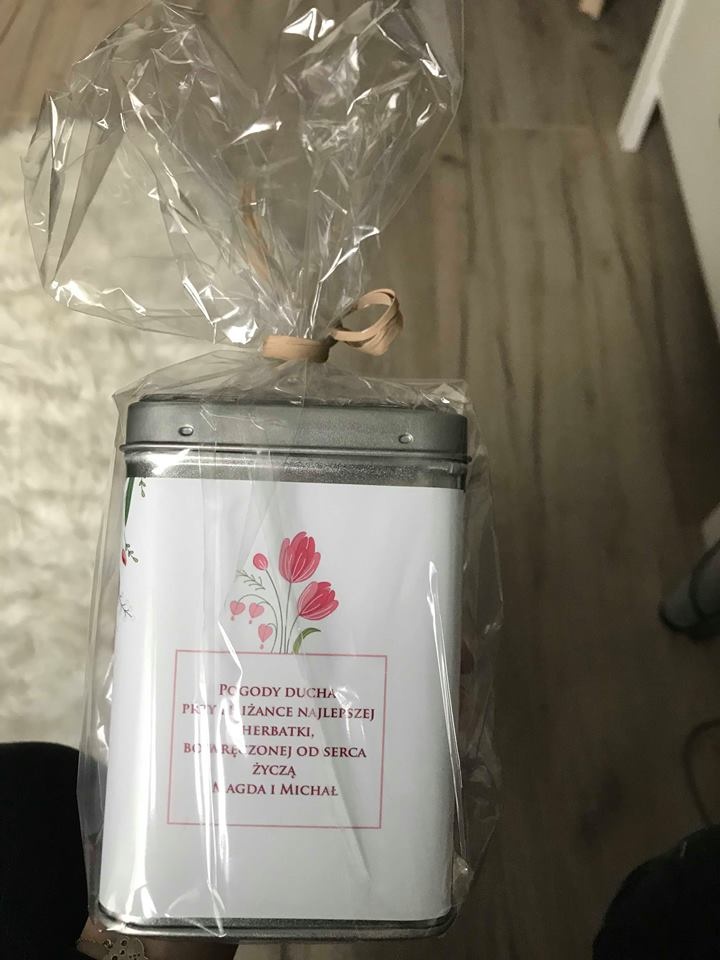 Pogody ducha
przy filiżance najlepszej
herbatki,
bo wręczonej od serca
życzą
Magda i Michał